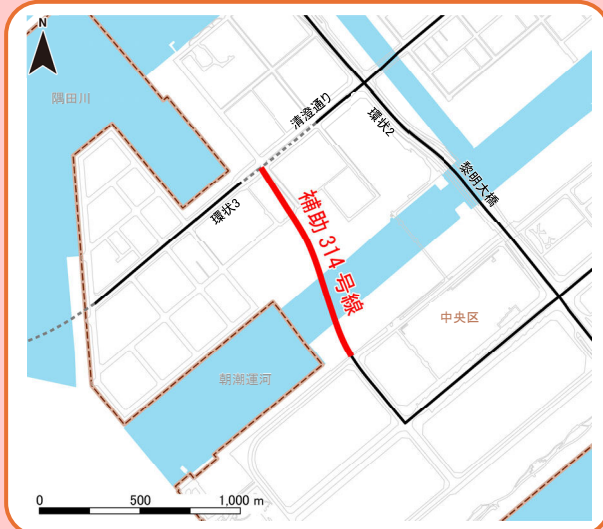 N
隅田川
清澄通り
環状2
黎明大橋
環状3
補助 314 号線
中央区
朝潮運河
0 500 1,000 m